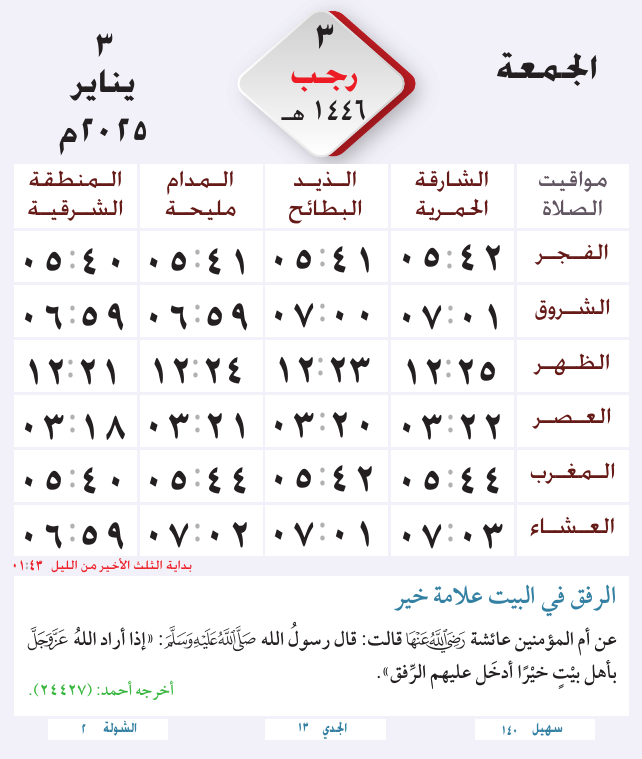 الجمعة
٣
رجب
١٤٤٦ هـ
٣
يناير
٢٠٢٥م
مواقيت الصلاة | الشارقة الحمرية | الذيد البطائح | المدام مليحة | المنطقة الشرقية
الفجر ٠٥:٤٢ ٠٥:٤١ ٠٥:٤١ ٠٥:٤٠
الشروق ٠٧:٠١ ٠٧:٠٠ ٠٦:٥٩ ٠٦:٥٩
الظهر ١٢:٢٥ ١٢:٢٣ ١٢:٢٤ ١٢:٢١
العصر ٠٣:٢٢ ٠٣:٢٠ ٠٣:٢١ ٠٣:١٨
المغرب ٠٥:٤٤ ٠٥:٤٢ ٠٥:٤٤ ٠٥:٤٠
العشاء ٠٧:٠٣ ٠٧:٠١ ٠٧:٠٢ ٠٦:٥٩
بداية الثلث الأخير من الليل ٠١:٤٣
الرفق في البيت علامة خير
عن أم المؤمنين عائشة رَضِيَ اللَّهُ عَنْهَا قالت: قال رسولُ الله صَلَّى اللَّهُ عَلَيْهِ وَسَلَّمَ: «إذا أراد اللهُ عَزَّ وَجَلَّ
بأهل بيْتٍ خيْرًا أدخَل عليهم الرِّفق».
أخرجه أحمد: (٢٤٤٢٧).
سهيل ١٤٠
الجدي ١٣
الشولة ٢